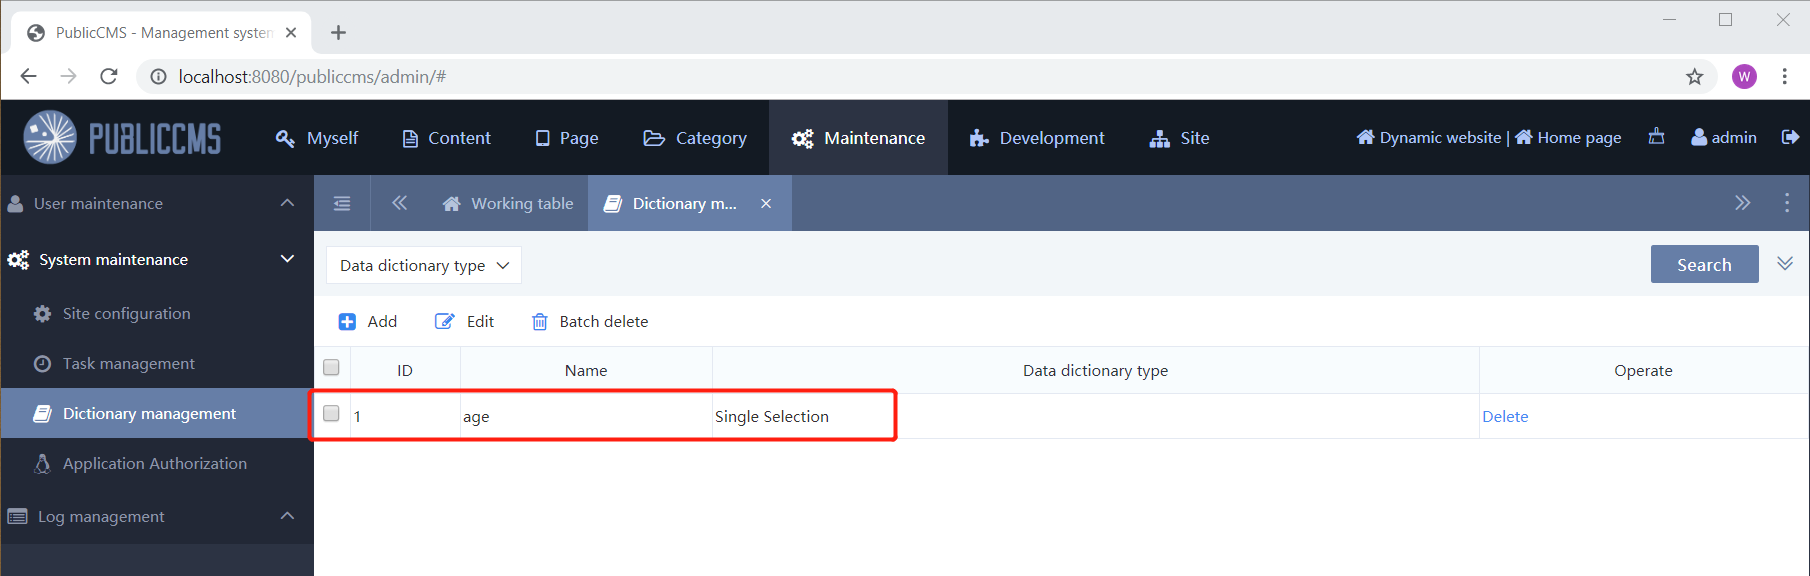 PublicCMS - Management system
localhost:8080/publiccms/admin/#
W
PUBLICCMS
Myself
Content
Page
Category
Maintenance
Development
Site
Dynamic website | Home page
admin
User maintenance
Working table
Dictionary m...
System maintenance
Data dictionary type
Search
Site configuration
Add
Edit
Batch delete
Task management
ID
Name
Data dictionary type
Operate
Dictionary management
1
age
Single Selection
Delete
Application Authorization
Log management